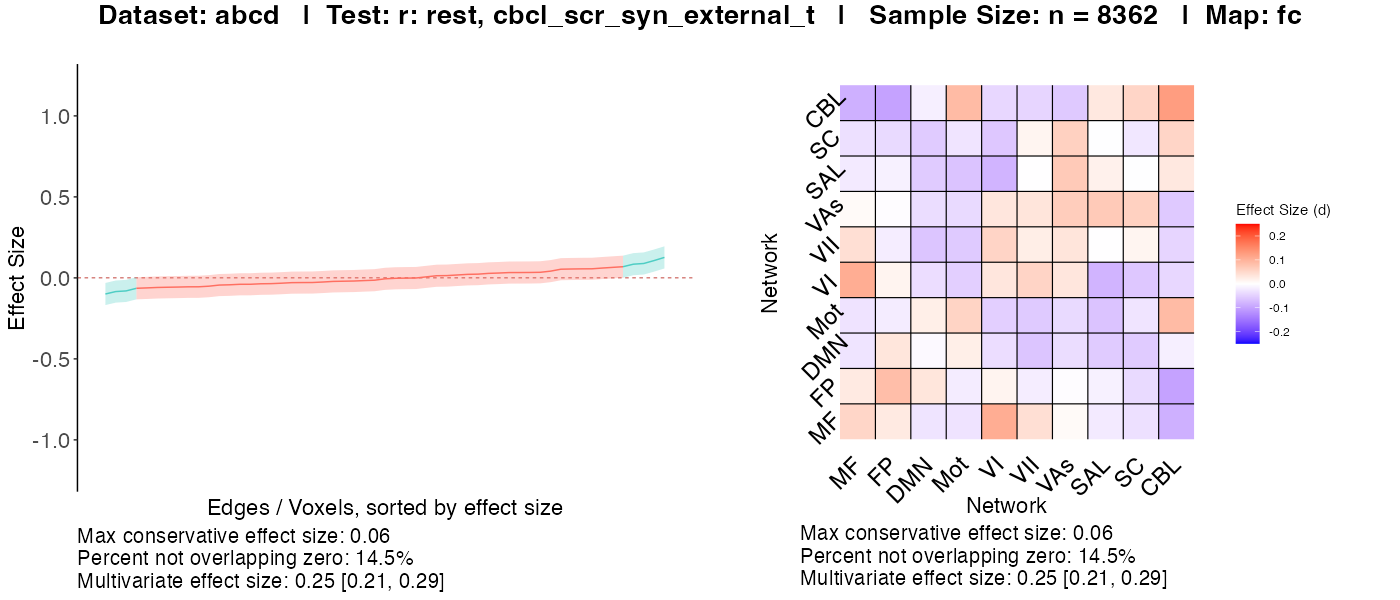 Dataset: abcd | Test: r: rest, cbcl_scr_syn_external_t | Sample Size: n = 8362 | Map: fc
1.0
0.5
0.0
-0.5
-1.0
Effect Size
Edges / Voxels, sorted by effect size
Max conservative effect size: 0.06
Percent not overlapping zero: 14.5%
Multivariate effect size: 0.25 [0.21, 0.29]
CBL
SC
SAL
VAs
VII
VI
Mot
DMN
FP
MF
Network
MF
FP
DMN
Mot
VI
VII
VAs
SAL
SC
CBL
Network
Max conservative effect size: 0.06
Percent not overlapping zero: 14.5%
Multivariate effect size: 0.25 [0.21, 0.29]
Effect Size (d)
0.2
0.1
0.0
-0.1
-0.2